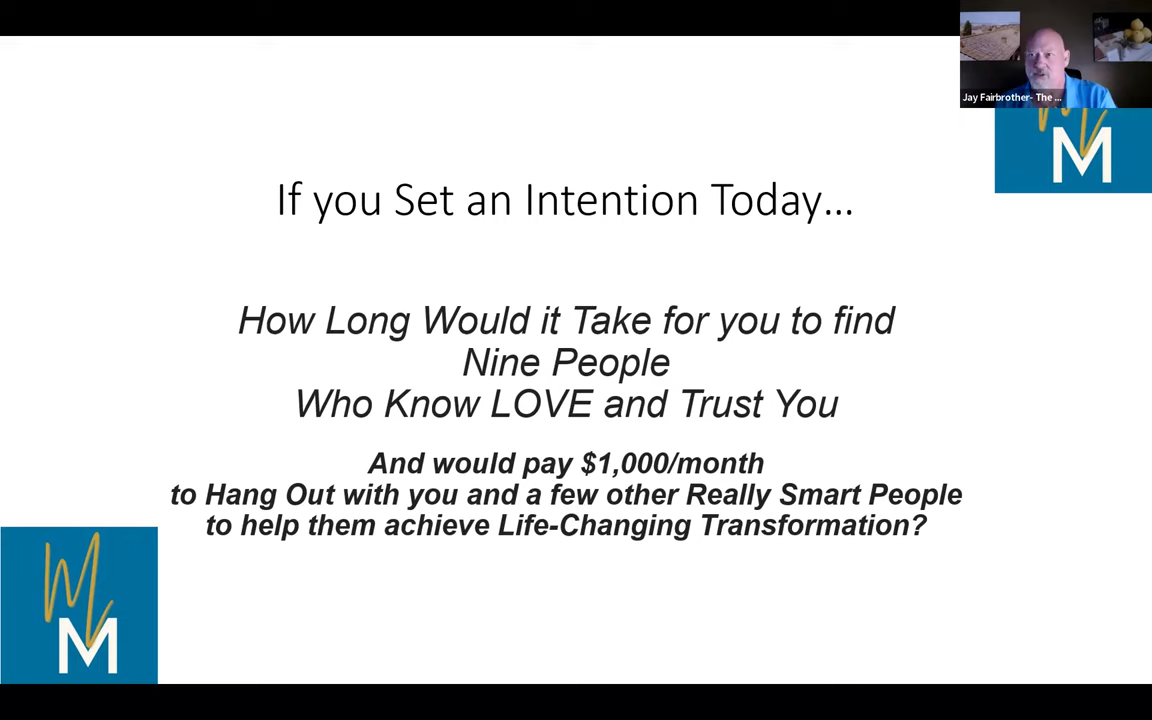 Jay Fairbrother- The ...
M
M
If you Set an Intention Today...
How Long Would it Take for you to find
Nine People
Who Know LOVE and Trust You
And would pay $1,000/month
to Hang Out with you and a few other Really Smart People
to help them achieve Life-Changing Transformation?
M
M